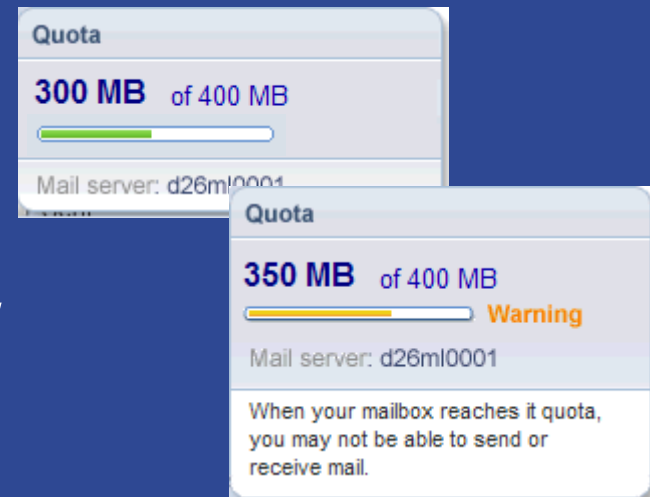 Quota
300 MB of 400 MB
Mail server: d26ml0001
Quota
350 MB of 400 MB
Warning
Mail server: d26ml0001
When your mailbox reaches it quota,
you may not be able to send or
receive mail.